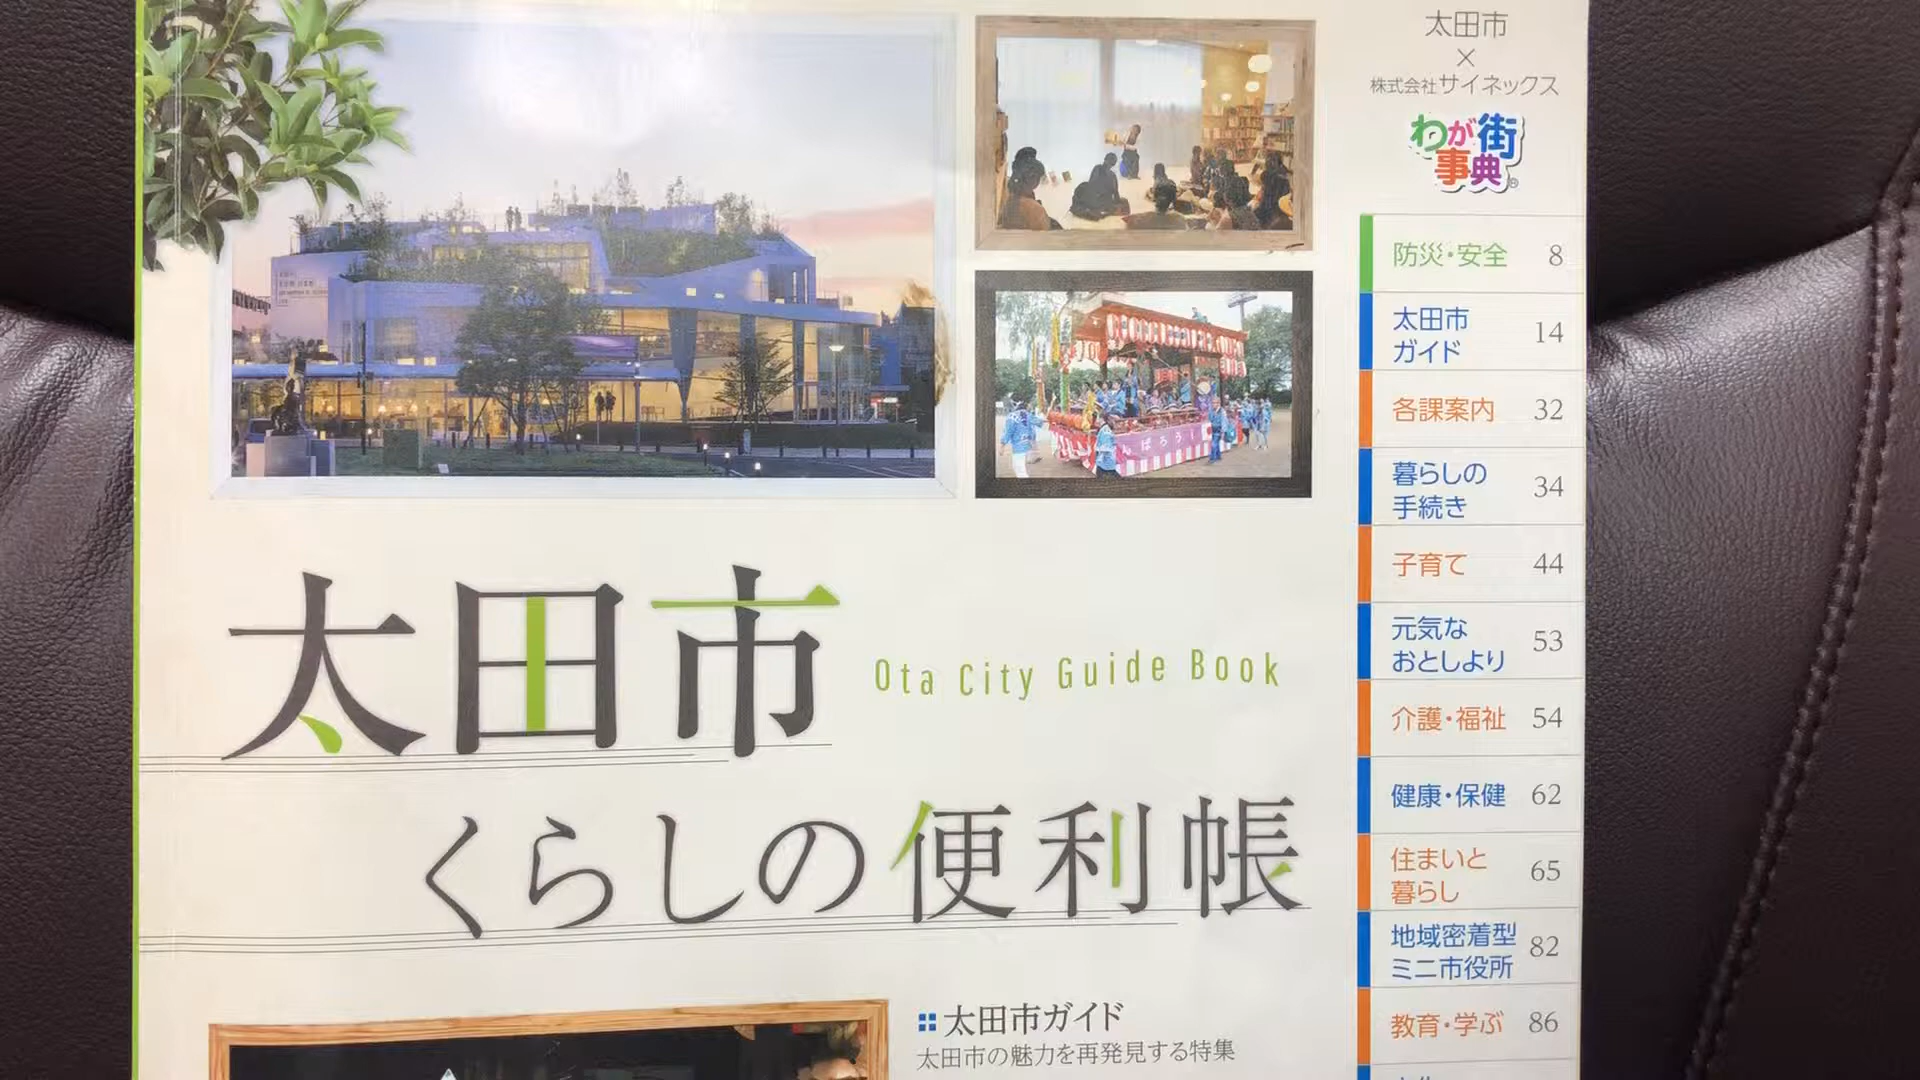 太田市
×
株式会社サイネックス
わが街
事典®
防災・安全 8
太田市
ガイド 14
各課案内 32
暮らしの
手続き 34
子育て 44
元気な
おとしより 53
介護・福祉 54
健康・保健 62
住まいと
暮らし 65
地域密着型
ミニ市役所 82
教育・学ぶ 86
太田市
Ota City Guide Book
くらしの便利帳
太田市ガイド
太田市の魅力を再発見する特集